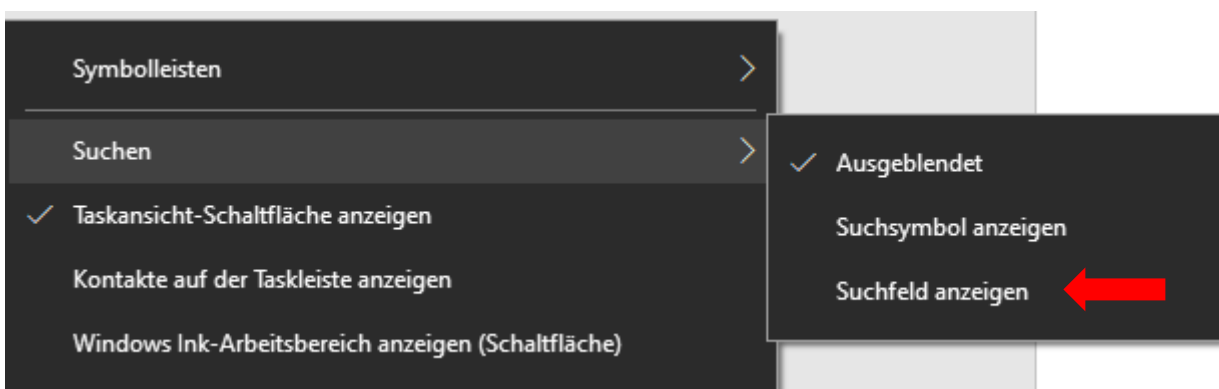 Symbolleisten
Suchen
Taskansicht-Schaltfläche anzeigen
Kontakte auf der Taskleiste anzeigen
Windows Ink-Arbeitsbereich anzeigen (Schaltfläche)
Ausgeblendet
Suchsymbol anzeigen
Suchfeld anzeigen